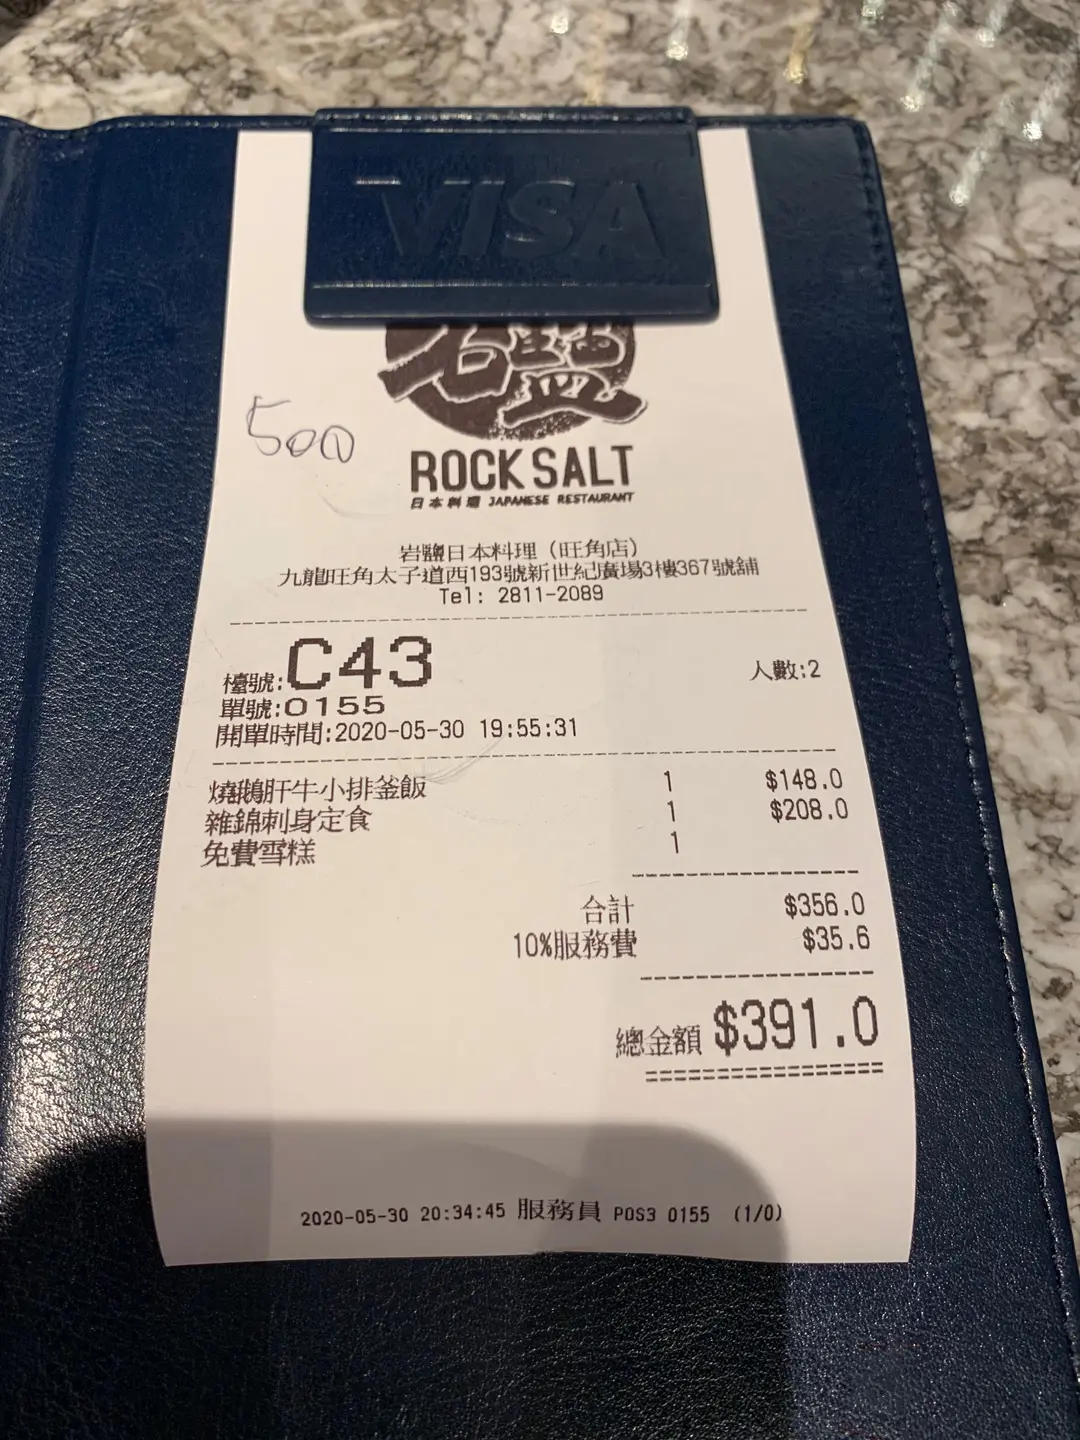 VISA
岩鹽
500
ROCK SALT
日本料理 JAPANESE RESTAURANT
岩鹽日本料理（旺角店）
九龍旺角太子道西193號新世紀廣場3樓367號舖
Tel: 2811-2089
檯號:C43 人數:2
單號:0155
開單時間:2020-05-30 19:55:31
燒鵝肝牛小排釜飯 1 $148.0
雜錦刺身定食 1 $208.0
免費雪糕 1
合計 $356.0
10%服務費 $35.6
總金額 $391.0
2020-05-30 20:34:45 服務員 POS3 0155 (1/0)